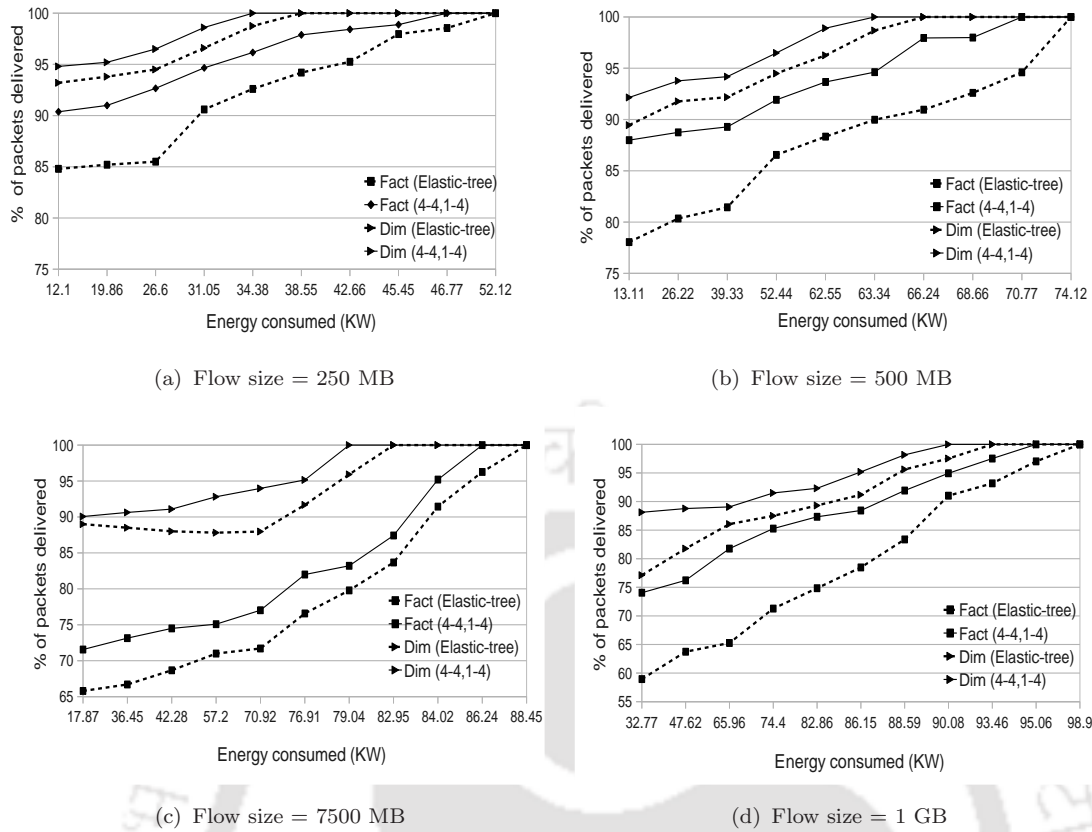 100
95
90
85
80
75
% of packets delivered
Fact (Elastic-tree)
Fact (4-4,1-4)
Dim (Elastic-tree)
Dim (4-4,1-4)
12.1 19.86 26.6 31.05 34.38 38.55 42.66 45.45 46.77 52.12
Energy consumed (KW)
(a) Flow size = 250 MB
100
95
90
85
80
75
% of packets delivered
Fact (Elastic-tree)
Fact (4-4,1-4)
Dim (Elastic-tree)
Dim (4-4,1-4)
13.11 26.22 39.33 52.44 62.55 63.34 66.24 68.66 70.77 74.12
Energy consumed (KW)
(b) Flow size = 500 MB
100
95
90
85
80
75
70
65
% of packets delivered
Fact (Elastic-tree)
Fact (4-4,1-4)
Dim (Elastic-tree)
Dim (4-4,1-4)
17.87 36.45 42.28 57.2 70.92 76.91 79.04 82.95 84.02 86.24 88.45
Energy consumed (KW)
(c) Flow size = 7500 MB
100
95
90
85
80
75
70
65
60
55
% of packets delivered
Fact (Elastic-tree)
Fact (4-4,1-4)
Dim (Elastic-tree)
Dim (4-4,1-4)
32.77 47.62 65.96 74.4 82.86 86.15 88.59 90.08 93.46 95.06 98.9
Energy consumed (KW)
(d) Flow size = 1 GB